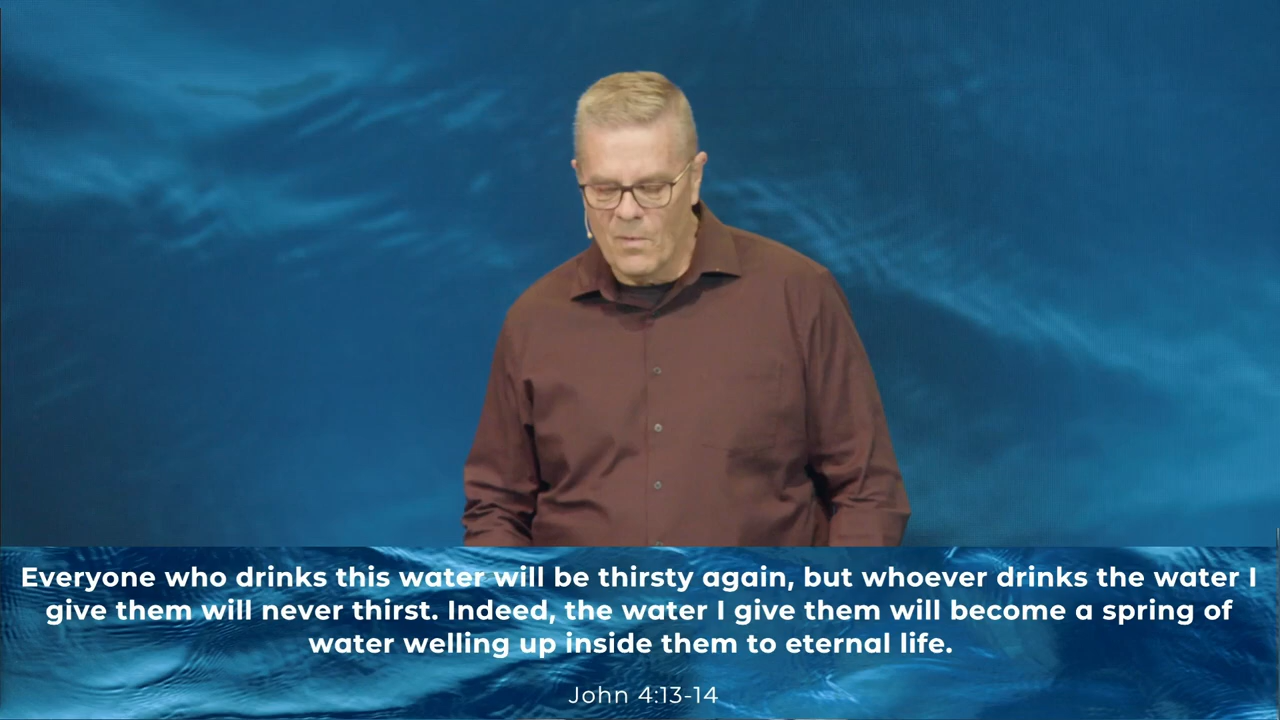 Everyone who drinks this water will be thirsty again, but whoever drinks the water I
give them will never thirst. Indeed, the water I give them will become a spring of
water welling up inside them to eternal life.
John 4:13-14